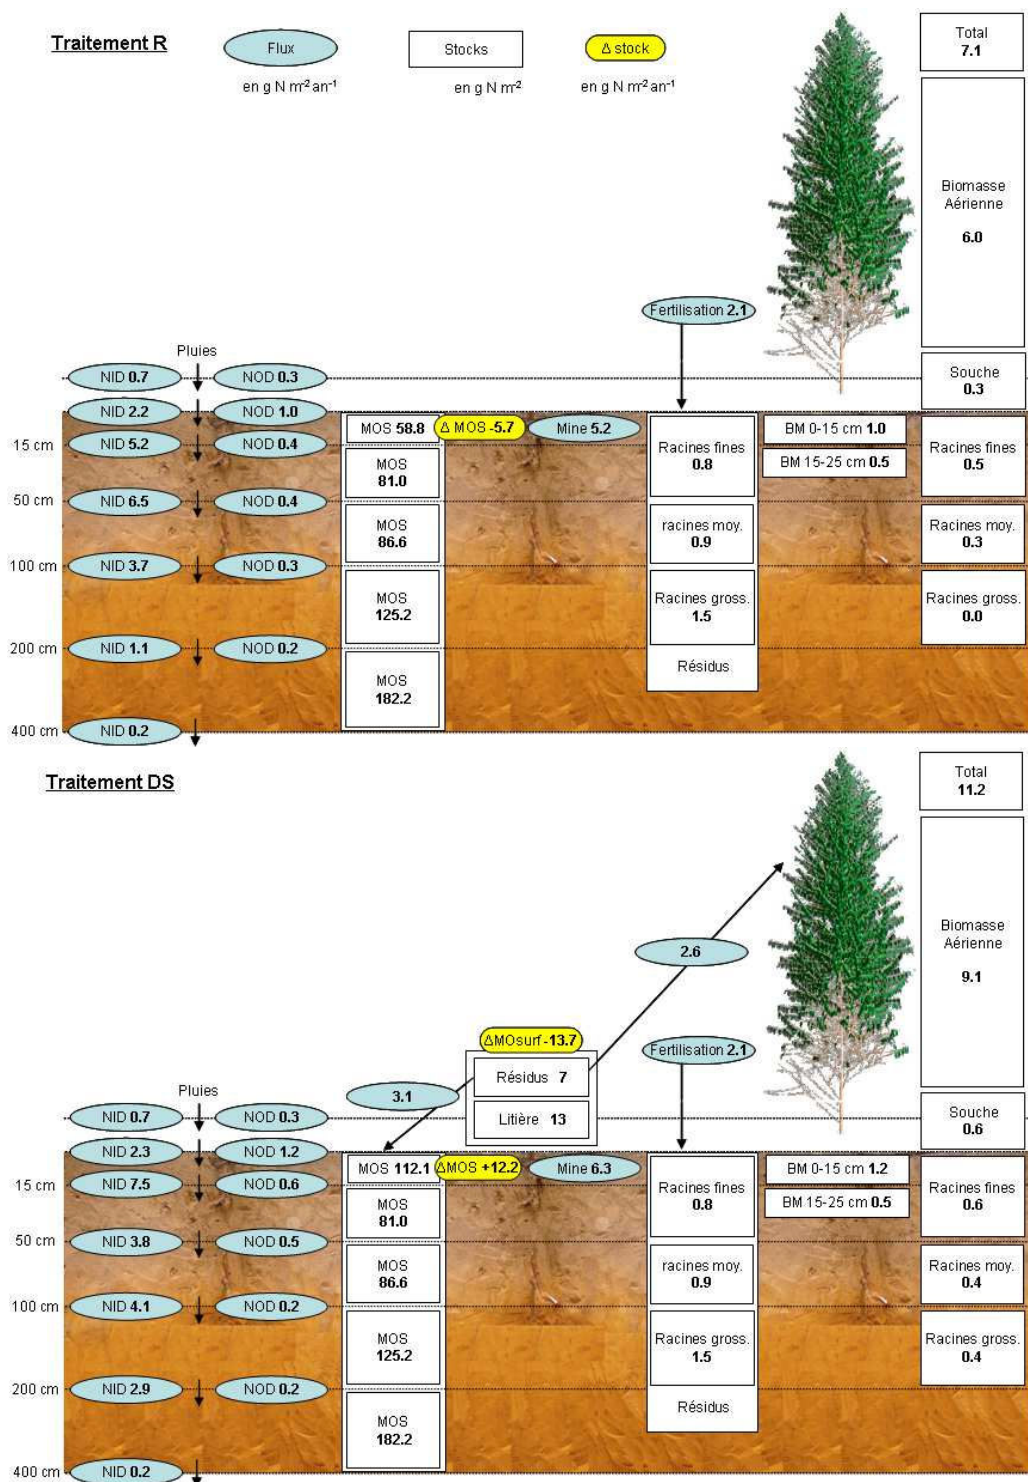 Traitement R
Flux
Stocks
Δ stock
en g N m-2 an-1
en g N m-2
en g N m-2 an-1
Total
7.1
Biomasse
Aérienne
6.0
Fertilisation 2.1
Pluies
NID 0.7
NOD 0.3
Souche
0.3
NID 2.2
NOD 1.0
MOS 58.8
Δ MOS -5.7
Mine 5.2
BM 0-15 cm 1.0
15 cm
NID 5.2
NOD 0.4
Racines fines
0.8
BM 15-25 cm 0.5
Racines fines
0.5
MOS
81.0
50 cm
NID 6.5
NOD 0.4
MOS
86.6
racines moy.
0.9
Racines moy.
0.3
100 cm
NID 3.7
NOD 0.3
MOS
125.2
Racines gross.
1.5
Racines gross.
0.0
200 cm
NID 1.1
NOD 0.2
Résidus
MOS
182.2
400 cm
NID 0.2
Traitement DS
Total
11.2
Biomasse
Aérienne
9.1
2.6
ΔMOsurf -13.7
Fertilisation 2.1
Résidus 7
3.1
Litière 13
Pluies
NID 0.7
NOD 0.3
Souche
0.6
NID 2.3
NOD 1.2
MOS 112.1
ΔMOS +12.2
Mine 6.3
BM 0-15 cm 1.2
15 cm
NID 7.5
NOD 0.6
Racines fines
0.8
BM 15-25 cm 0.5
Racines fines
0.6
MOS
81.0
50 cm
NID 3.8
NOD 0.5
MOS
86.6
racines moy.
0.9
Racines moy.
0.4
100 cm
NID 4.1
NOD 0.2
MOS
125.2
Racines gross.
1.5
Racines gross.
0.4
200 cm
NID 2.9
NOD 0.2
Résidus
MOS
182.2
400 cm
NID 0.2